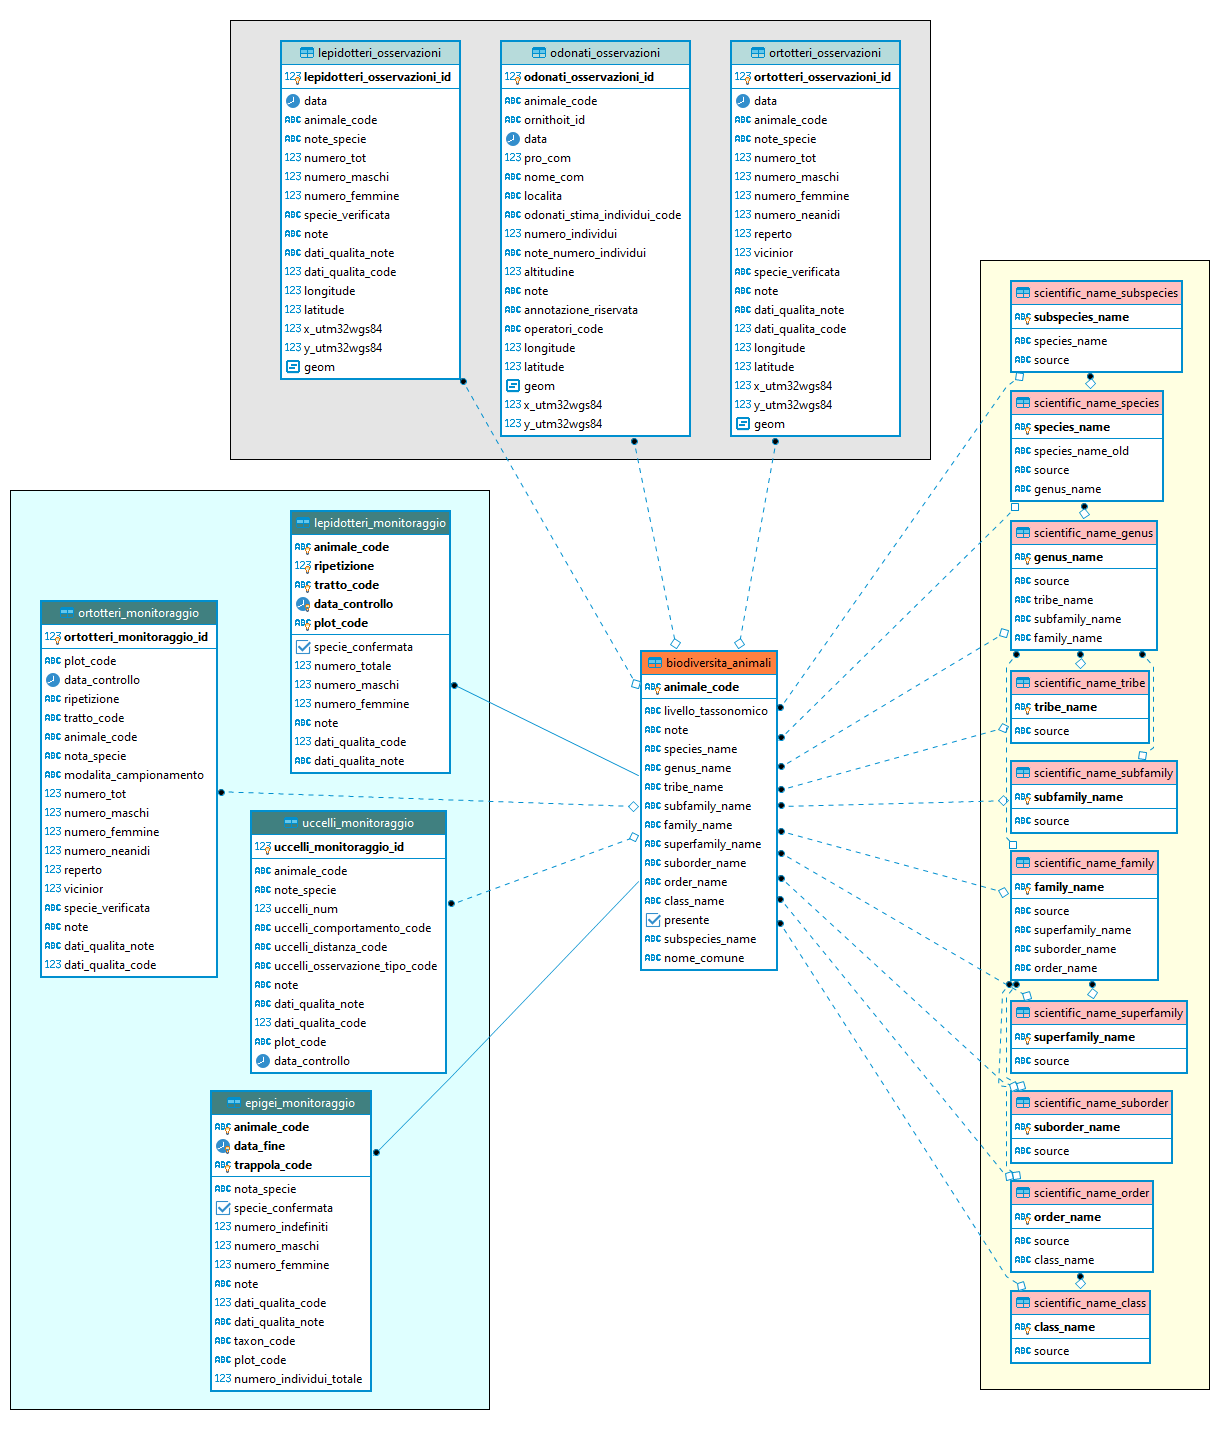 lepidotteri_osservazioni
lepidotteri_osservazioni_id
data
animale_code
note_specie
numero_tot
numero_maschi
numero_femmine
specie_verificata
note
dati_qualita_note
dati_qualita_code
longitude
latitude
x_utm32wgs84
y_utm32wgs84
geom
odonati_osservazioni
odonati_osservazioni_id
animale_code
ornithoit_id
data
pro_com
nome_com
localita
odonati_stima_individui_code
numero_individui
note_numero_individui
altitudine
note
annotazione_riservata
operatori_code
longitude
latitude
geom
x_utm32wgs84
y_utm32wgs84
ortotteri_osservazioni
ortotteri_osservazioni_id
data
animale_code
note_specie
numero_tot
numero_maschi
numero_femmine
numero_neanidi
reperto
vicinior
specie_verificata
note
dati_qualita_note
dati_qualita_code
longitude
latitude
x_utm32wgs84
y_utm32wgs84
geom
lepidotteri_monitoraggio
animale_code
ripetizione
tratto_code
data_controllo
plot_code
specie_confermata
numero_totale
numero_maschi
numero_femmine
note
dati_qualita_code
dati_qualita_note
ortotteri_monitoraggio
ortotteri_monitoraggio_id
plot_code
data_controllo
ripetizione
tratto_code
animale_code
nota_specie
modalita_campionamento
numero_tot
numero_maschi
numero_femmine
numero_neanidi
reperto
vicinior
specie_verificata
note
dati_qualita_note
dati_qualita_code
uccelli_monitoraggio
uccelli_monitoraggio_id
animale_code
note_specie
uccelli_num
uccelli_comportamento_code
uccelli_distanza_code
uccelli_osservazione_tipo_code
note
dati_qualita_note
dati_qualita_code
plot_code
data_controllo
epigei_monitoraggio
animale_code
data_fine
trappola_code
nota_specie
specie_confermata
numero_indefiniti
numero_maschi
numero_femmine
note
dati_qualita_code
dati_qualita_note
taxon_code
plot_code
numero_individui_totale
biodiversita_animali
animale_code
livello_tassonomico
note
species_name
genus_name
tribe_name
subfamily_name
family_name
superfamily_name
suborder_name
order_name
class_name
presente
subspecies_name
nome_comune
scientific_name_subspecies
subspecies_name
species_name
source
scientific_name_species
species_name
species_name_old
source
genus_name
scientific_name_genus
genus_name
source
tribe_name
subfamily_name
family_name
scientific_name_tribe
tribe_name
source
scientific_name_subfamily
subfamily_name
source
scientific_name_family
family_name
source
superfamily_name
suborder_name
order_name
scientific_name_superfamily
superfamily_name
source
scientific_name_suborder
suborder_name
source
scientific_name_order
order_name
source
class_name
scientific_name_class
class_name
source